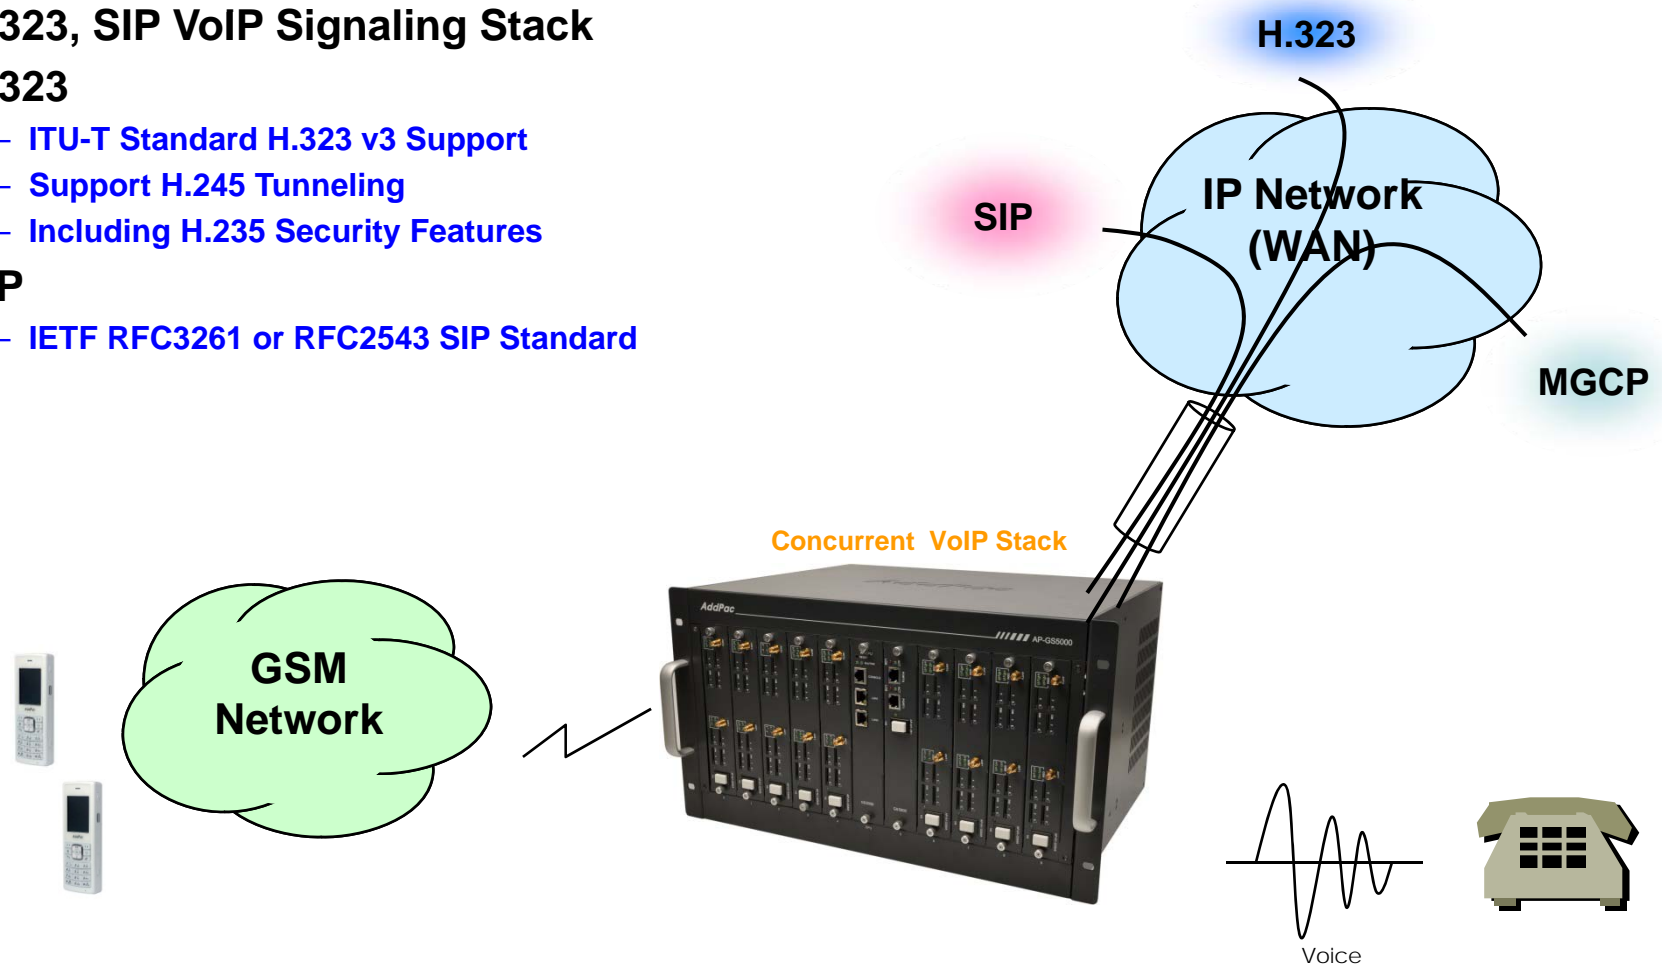 323, SIP VoIP Signaling Stack
323
– ITU-T Standard H.323 v3 Support
– Support H.245 Tunneling
– Including H.235 Security Features
P
– IETF RFC3261 or RFC2543 SIP Standard
H.323
SIP
IP Network
(WAN)
MGCP
Concurrent VoIP Stack
AddPac
AP-GS5000
GSM
Network
Voice